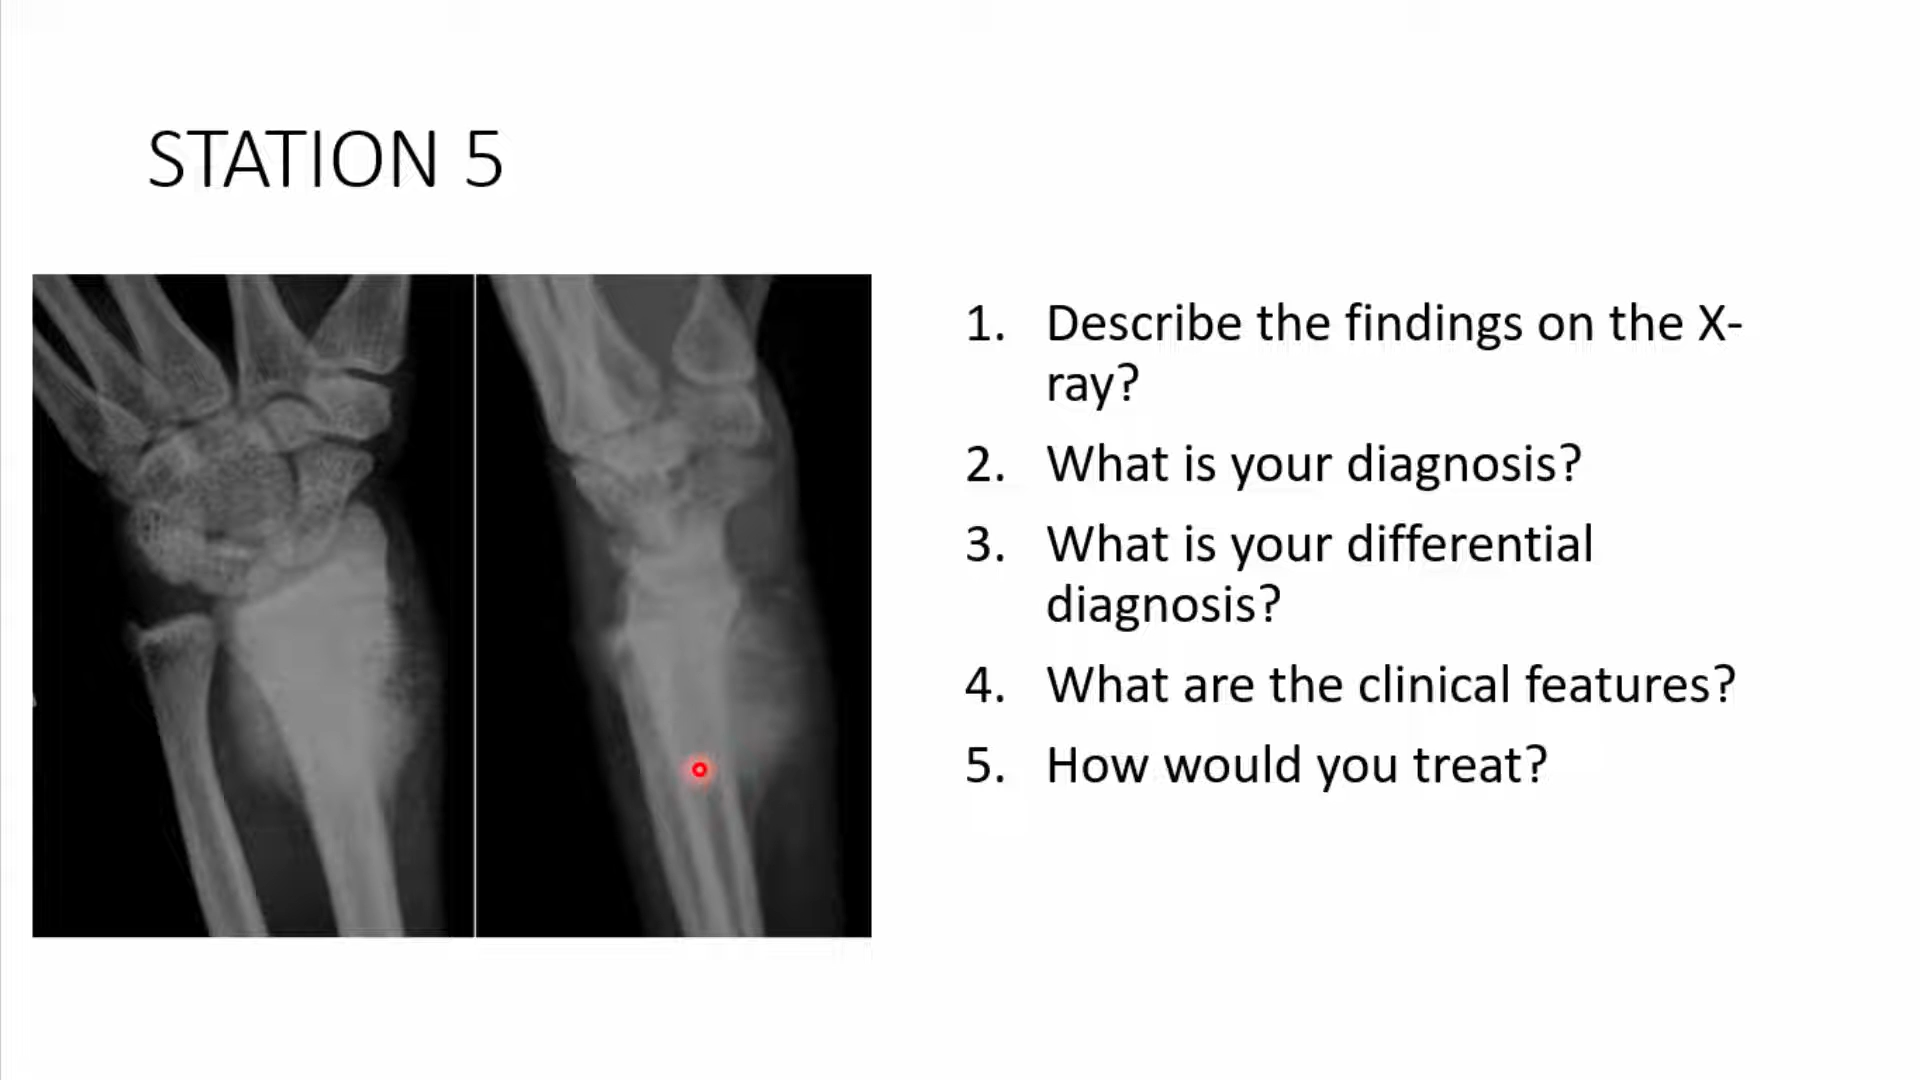 STATION 5
1. Describe the findings on the X-
ray?
2. What is your diagnosis?
3. What is your differential
diagnosis?
4. What are the clinical features?
5. How would you treat?